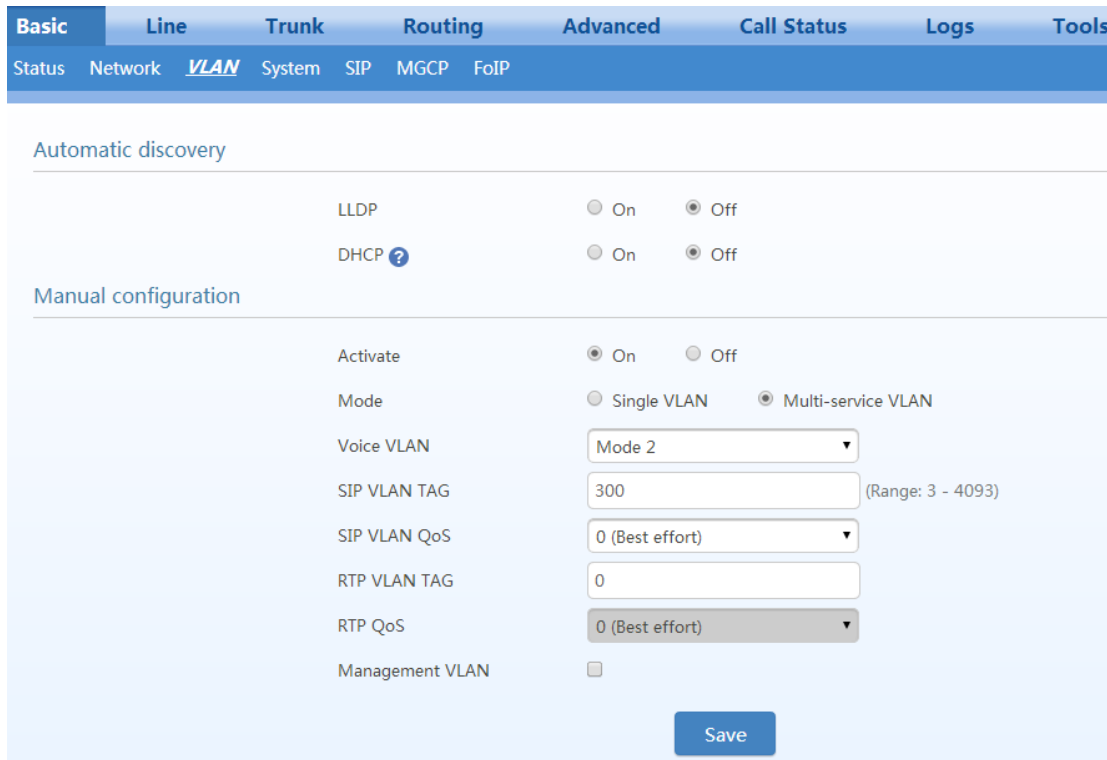 Basic Line Trunk Routing Advanced Call Status Logs Tools
Status Network VLAN System SIP MGCP FoIP
Automatic discovery
LLDP On Off
DHCP ? On Off
Manual configuration
Activate On Off
Mode Single VLAN Multi-service VLAN
Voice VLAN Mode 2
SIP VLAN TAG 300 (Range: 3 - 4093)
SIP VLAN QoS 0 (Best effort)
RTP VLAN TAG 0
RTP QoS 0 (Best effort)
Management VLAN
Save